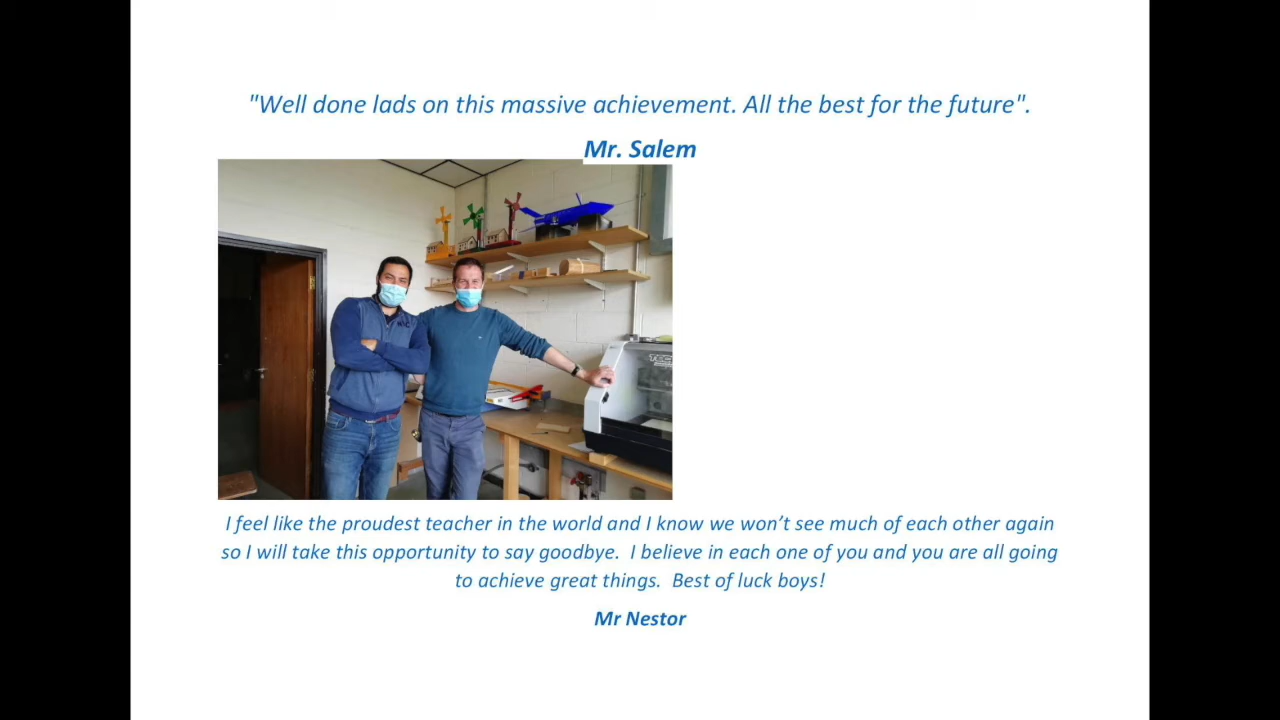 "Well done lads on this massive achievement. All the best for the future".
Mr. Salem
I feel like the proudest teacher in the world and I know we won’t see much of each other again
so I will take this opportunity to say goodbye.  I believe in each one of you and you are all going
to achieve great things.  Best of luck boys!
Mr Nestor